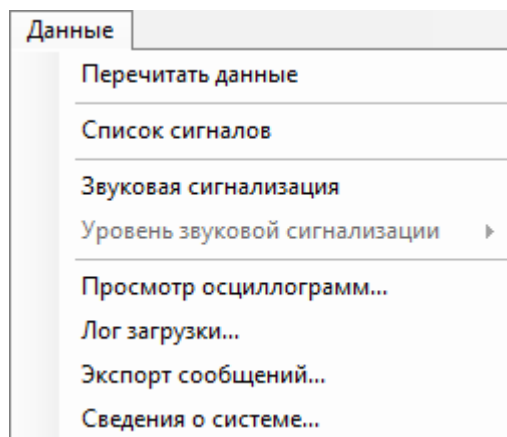 Данные
Перечитать данные
Список сигналов
Звуковая сигнализация
Уровень звуковой сигнализации
Просмотр осциллограмм...
Лог загрузки...
Экспорт сообщений...
Сведения о системе...